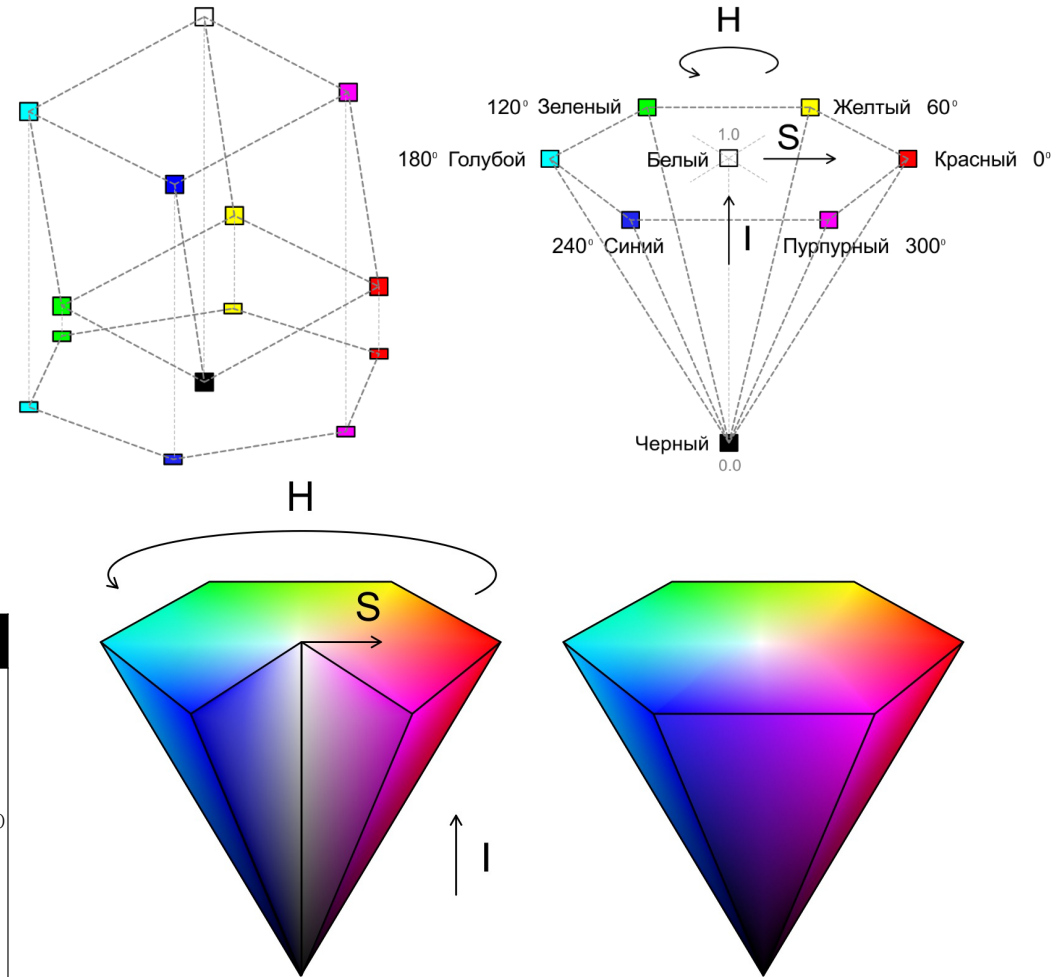 H
120° Зеленый
Желтый 60°
1.0
S
180° Голубой
Белый
Красный 0°
240° Синий
I
Пурпурный 300°
Черный
0.0
H
S
)
I